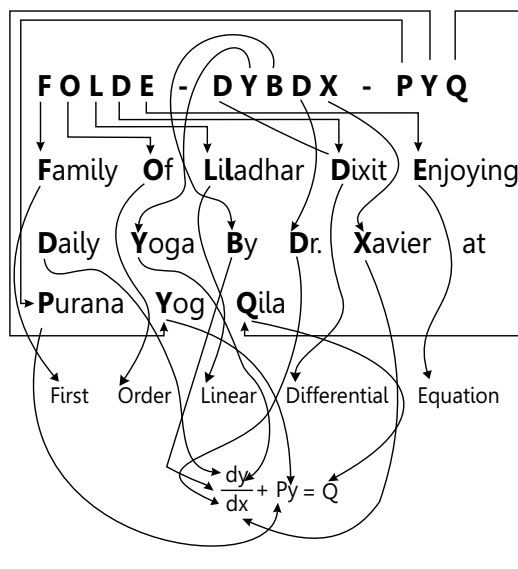 FOLDE - DYBDX - PYQ
Family Of Liladhar Dixit Enjoying
Daily Yoga By Dr. Xavier at
Purana Yog Qila
First Order Linear Differential Equation
dy/dx + Py = Q